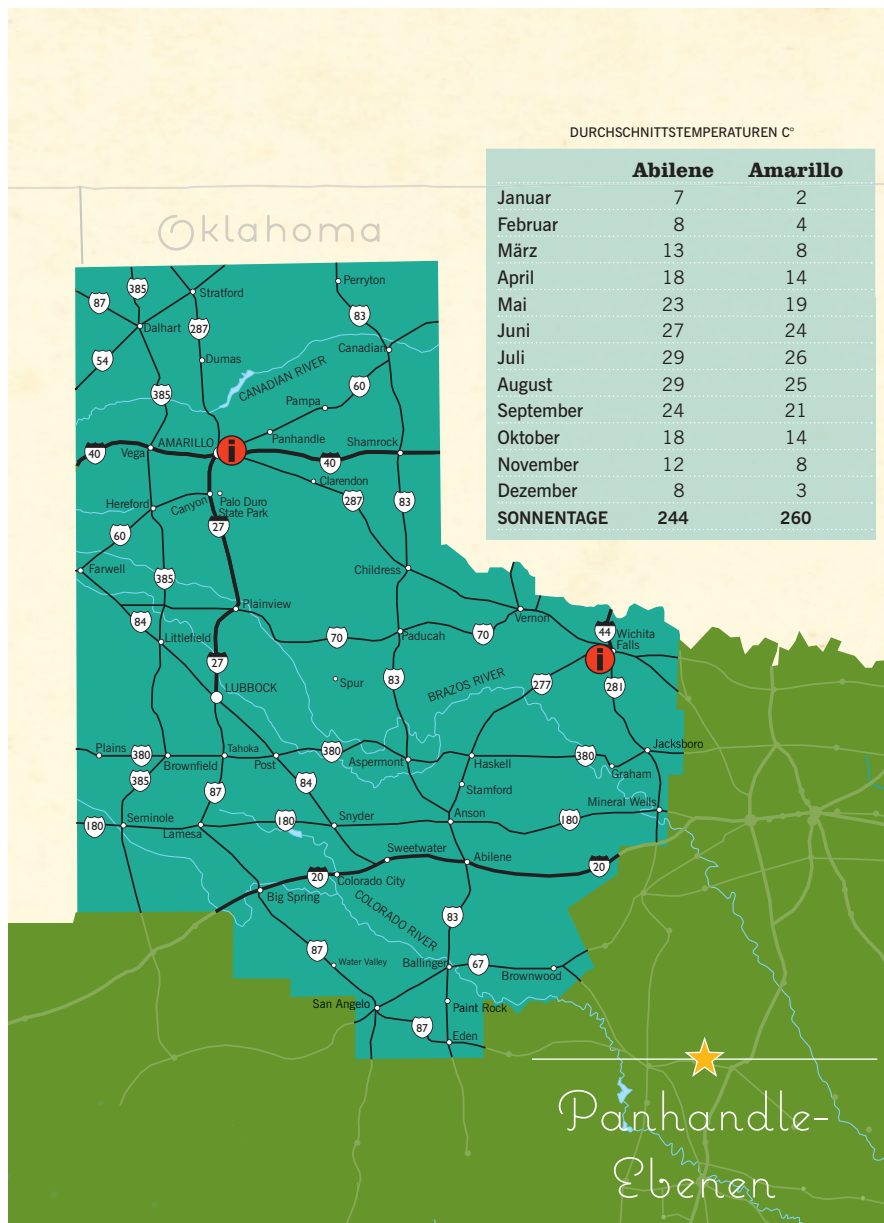 DURCHSCHNITTSTEMPERATUREN C°
Abilene Amarillo
Januar 7 2
Februar 8 4
März 13 8
April 18 14
Mai 23 19
Juni 27 24
Juli 29 26
August 29 25
September 24 21
Oktober 18 14
November 12 8
Dezember 8 3
SONNENTAGE 244 260
Oklahoma
385
87
Stratford
Perryton
83
Dalhart
287
Canadian
54
Dumas
CANADIAN RIVER
60
385
Pampa
AMARILLO
i
Panhandle
Shamrock
40
Vega
40
Clarendon
287
83
Hereford
Canyon
Palo Duro
State Park
27
60
Farwell
385
Childress
Plainview
84
Vernon
44
Wichita
Falls
i
Littlefield
70
Paducah
70
27
LUBBOCK
Spur
83
BRAZOS RIVER
277
281
Plains
380
Brownfield
Tahoka
Post
380
Aspermont
Haskell
380
Jacksboro
Graham
385
87
84
Stamford
Mineral Wells
180
Seminole
Lamesa
180
Snyder
Anson
180
Sweetwater
Abilene
20
20
Colorado City
Big Spring
COLORADO RIVER
83
87
Water Valley
Ballinger
67
Brownwood
San Angelo
Paint Rock
87
Eden
Panhandle-
Ebenen